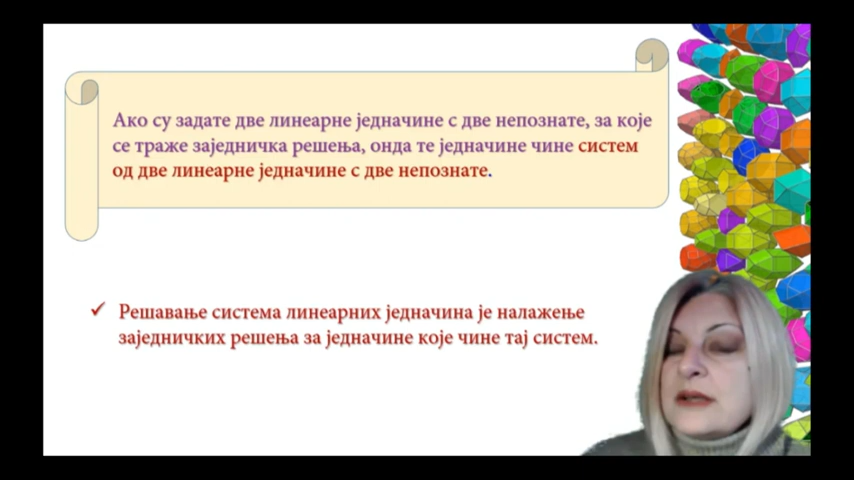 Ако су задате две линеарне једначине с две непознате, за које
се траже заједничка решења, онда те једначине чине систем
од две линеарне једначине с две непознате.
Решавање система линеарних једначина је налажење
заједничких решења за једначине које чине тај систем.